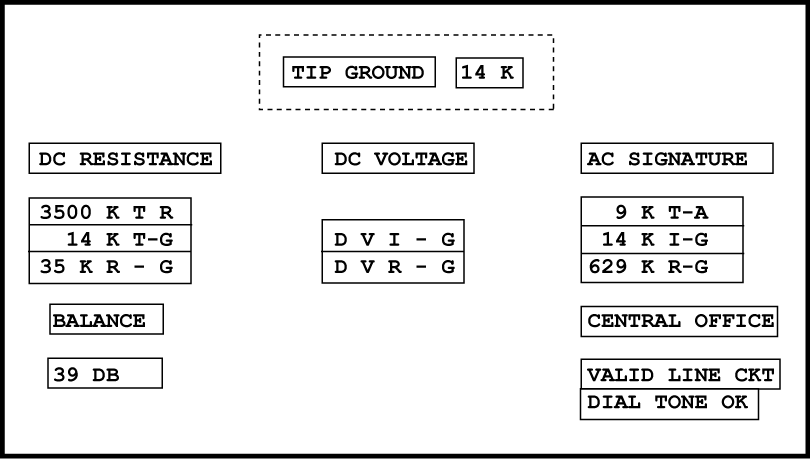 TIP GROUND 14 K
DC RESISTANCE
3500 K T R
14 K T-G
35 K R - G
BALANCE
39 DB
DC VOLTAGE
D V I - G
D V R - G
AC SIGNATURE
9 K T-A
14 K I-G
629 K R-G
CENTRAL OFFICE
VALID LINE CKT
DIAL TONE OK